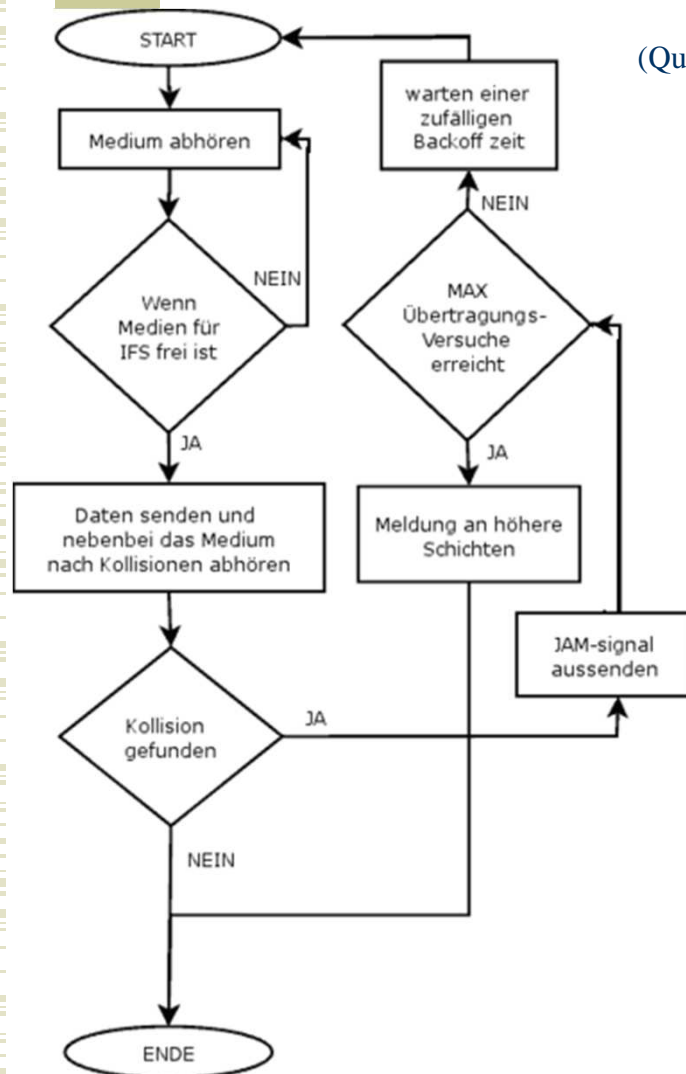 START
(Qu
Medium abhören
warten einer
zufälligen
Backoff zeit
NEIN
NEIN
Wenn
Medien für
IFS frei ist
MAX
Übertragungs-
Versuche
erreicht
JA
JA
Daten senden und
nebenbei das Medium
nach Kollisionen abhören
Meldung an höhere
Schichten
JAM-signal
aussenden
Kollision
gefunden
JA
NEIN
ENDE